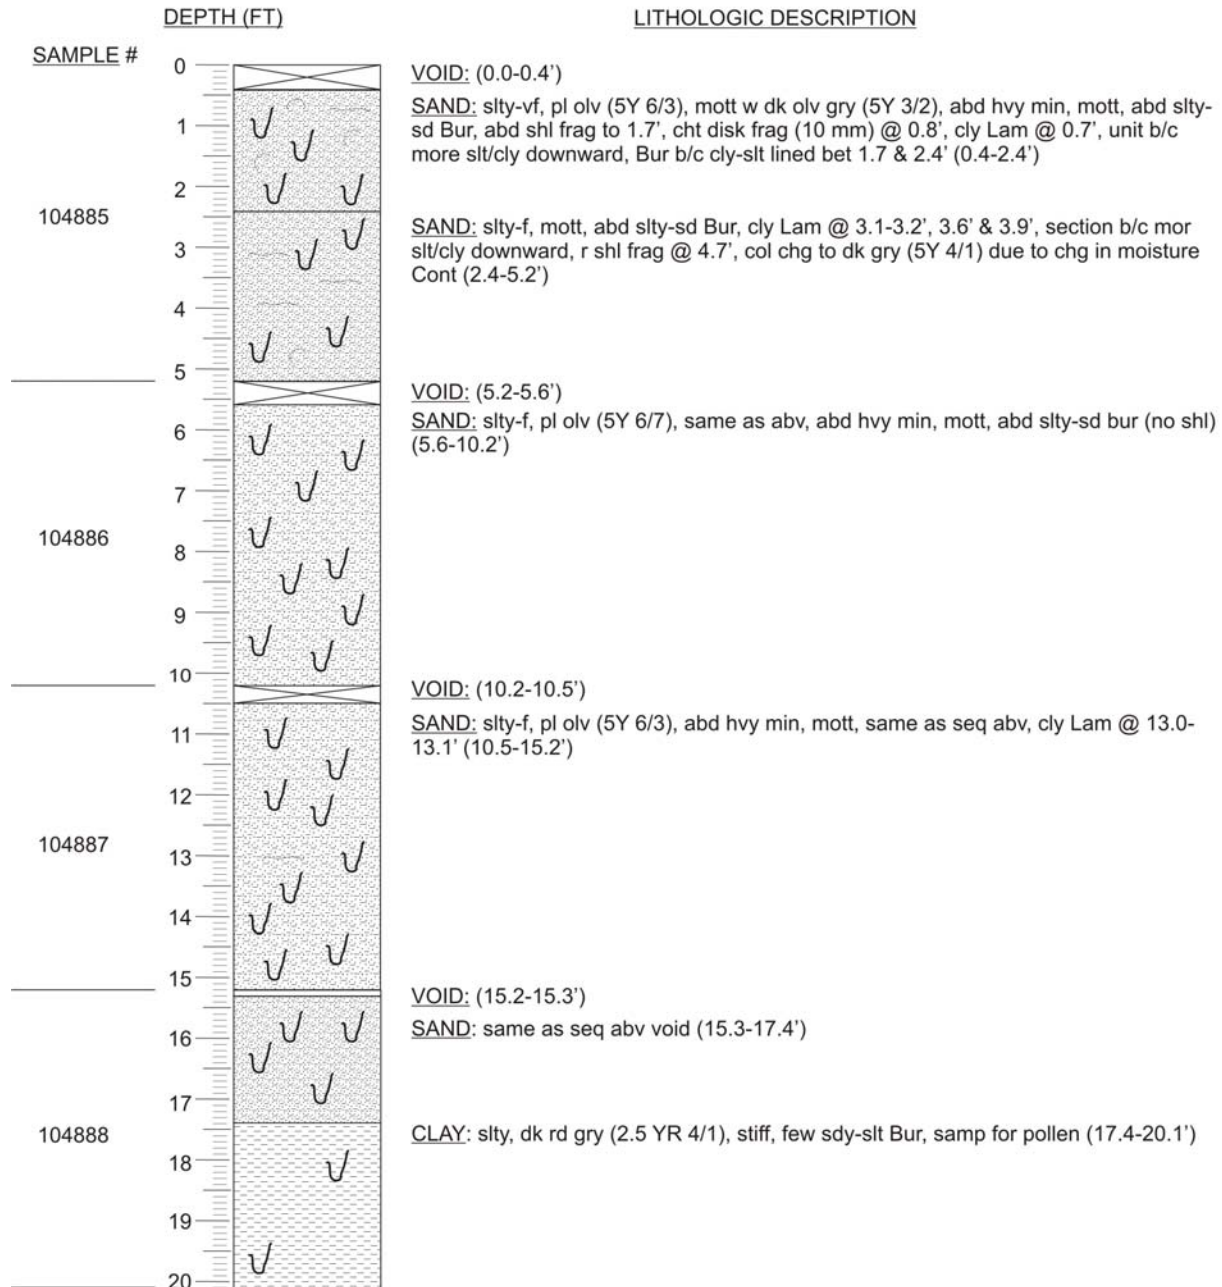 DEPTH (FT)
LITHOLOGIC DESCRIPTION
SAMPLE #
0
VOID: (0.0-0.4’)
SAND: slty-vf, pl olv (5Y 6/3), mott w dk olv gry (5Y 3/2), abd hvy min, mott, abd slty-
sd Bur, abd shl frag to 1.7’, cht disk frag (10 mm) @ 0.8’, cly Lam @ 0.7’, unit b/c
more slt/cly downward, Bur b/c cly-slt lined bet 1.7 & 2.4’ (0.4-2.4’)
1
2
104885
SAND: slty-f, mott, abd slty-sd Bur, cly Lam @ 3.1-3.2’, 3.6’ & 3.9’, section b/c mor
slt/cly downward, r shl frag @ 4.7’, col chg to dk gry (5Y 4/1) due to chg in moisture
Cont (2.4-5.2’)
3
4
5
VOID: (5.2-5.6’)
SAND: slty-f, pl olv (5Y 6/7), same as abv, abd hvy min, mott, abd slty-sd bur (no shl)
(5.6-10.2’)
6
7
104886
8
9
10
VOID: (10.2-10.5’)
SAND: slty-f, pl olv (5Y 6/3), abd hvy min, mott, same as seq abv, cly Lam @ 13.0-
13.1’ (10.5-15.2’)
11
12
104887
13
14
15
VOID: (15.2-15.3’)
SAND: same as seq abv void (15.3-17.4’)
16
17
104888
CLAY: slty, dk rd gry (2.5 YR 4/1), stiff, few sdy-slt Bur, samp for pollen (17.4-20.1’)
18
19
20